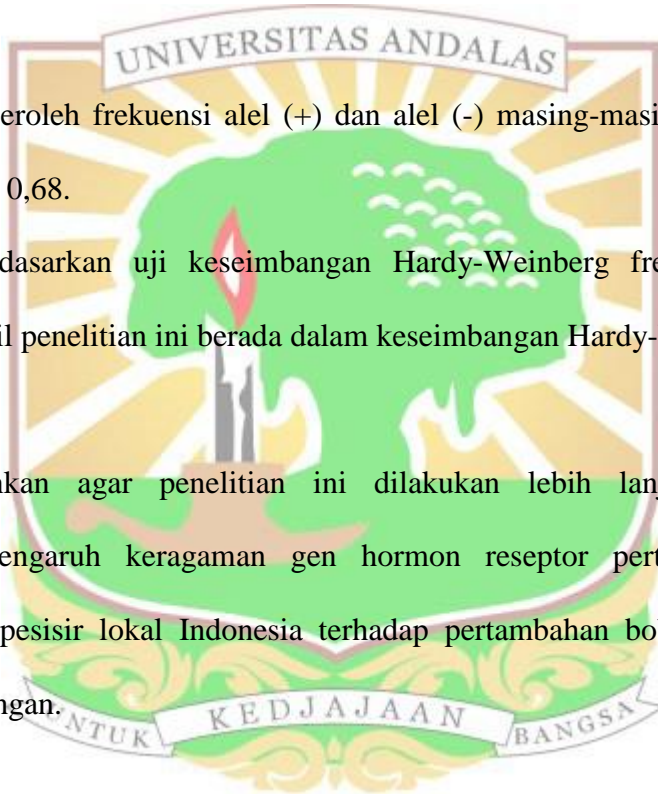 UNIVERSITAS ANDALAS
eroleh frekuensi alel (+) dan alel (-) masing-masi
0,68.
dasarkan uji keseimbangan Hardy-Weinberg fre
il penelitian ini berada dalam keseimbangan Hardy-
nkan agar penelitian ini dilakukan lebih lanj
engaruh keragaman gen hormon reseptor pert
pesisir lokal Indonesia terhadap pertambahan bo
ngan.
UNTUK KEDJAJAAN BANGSA